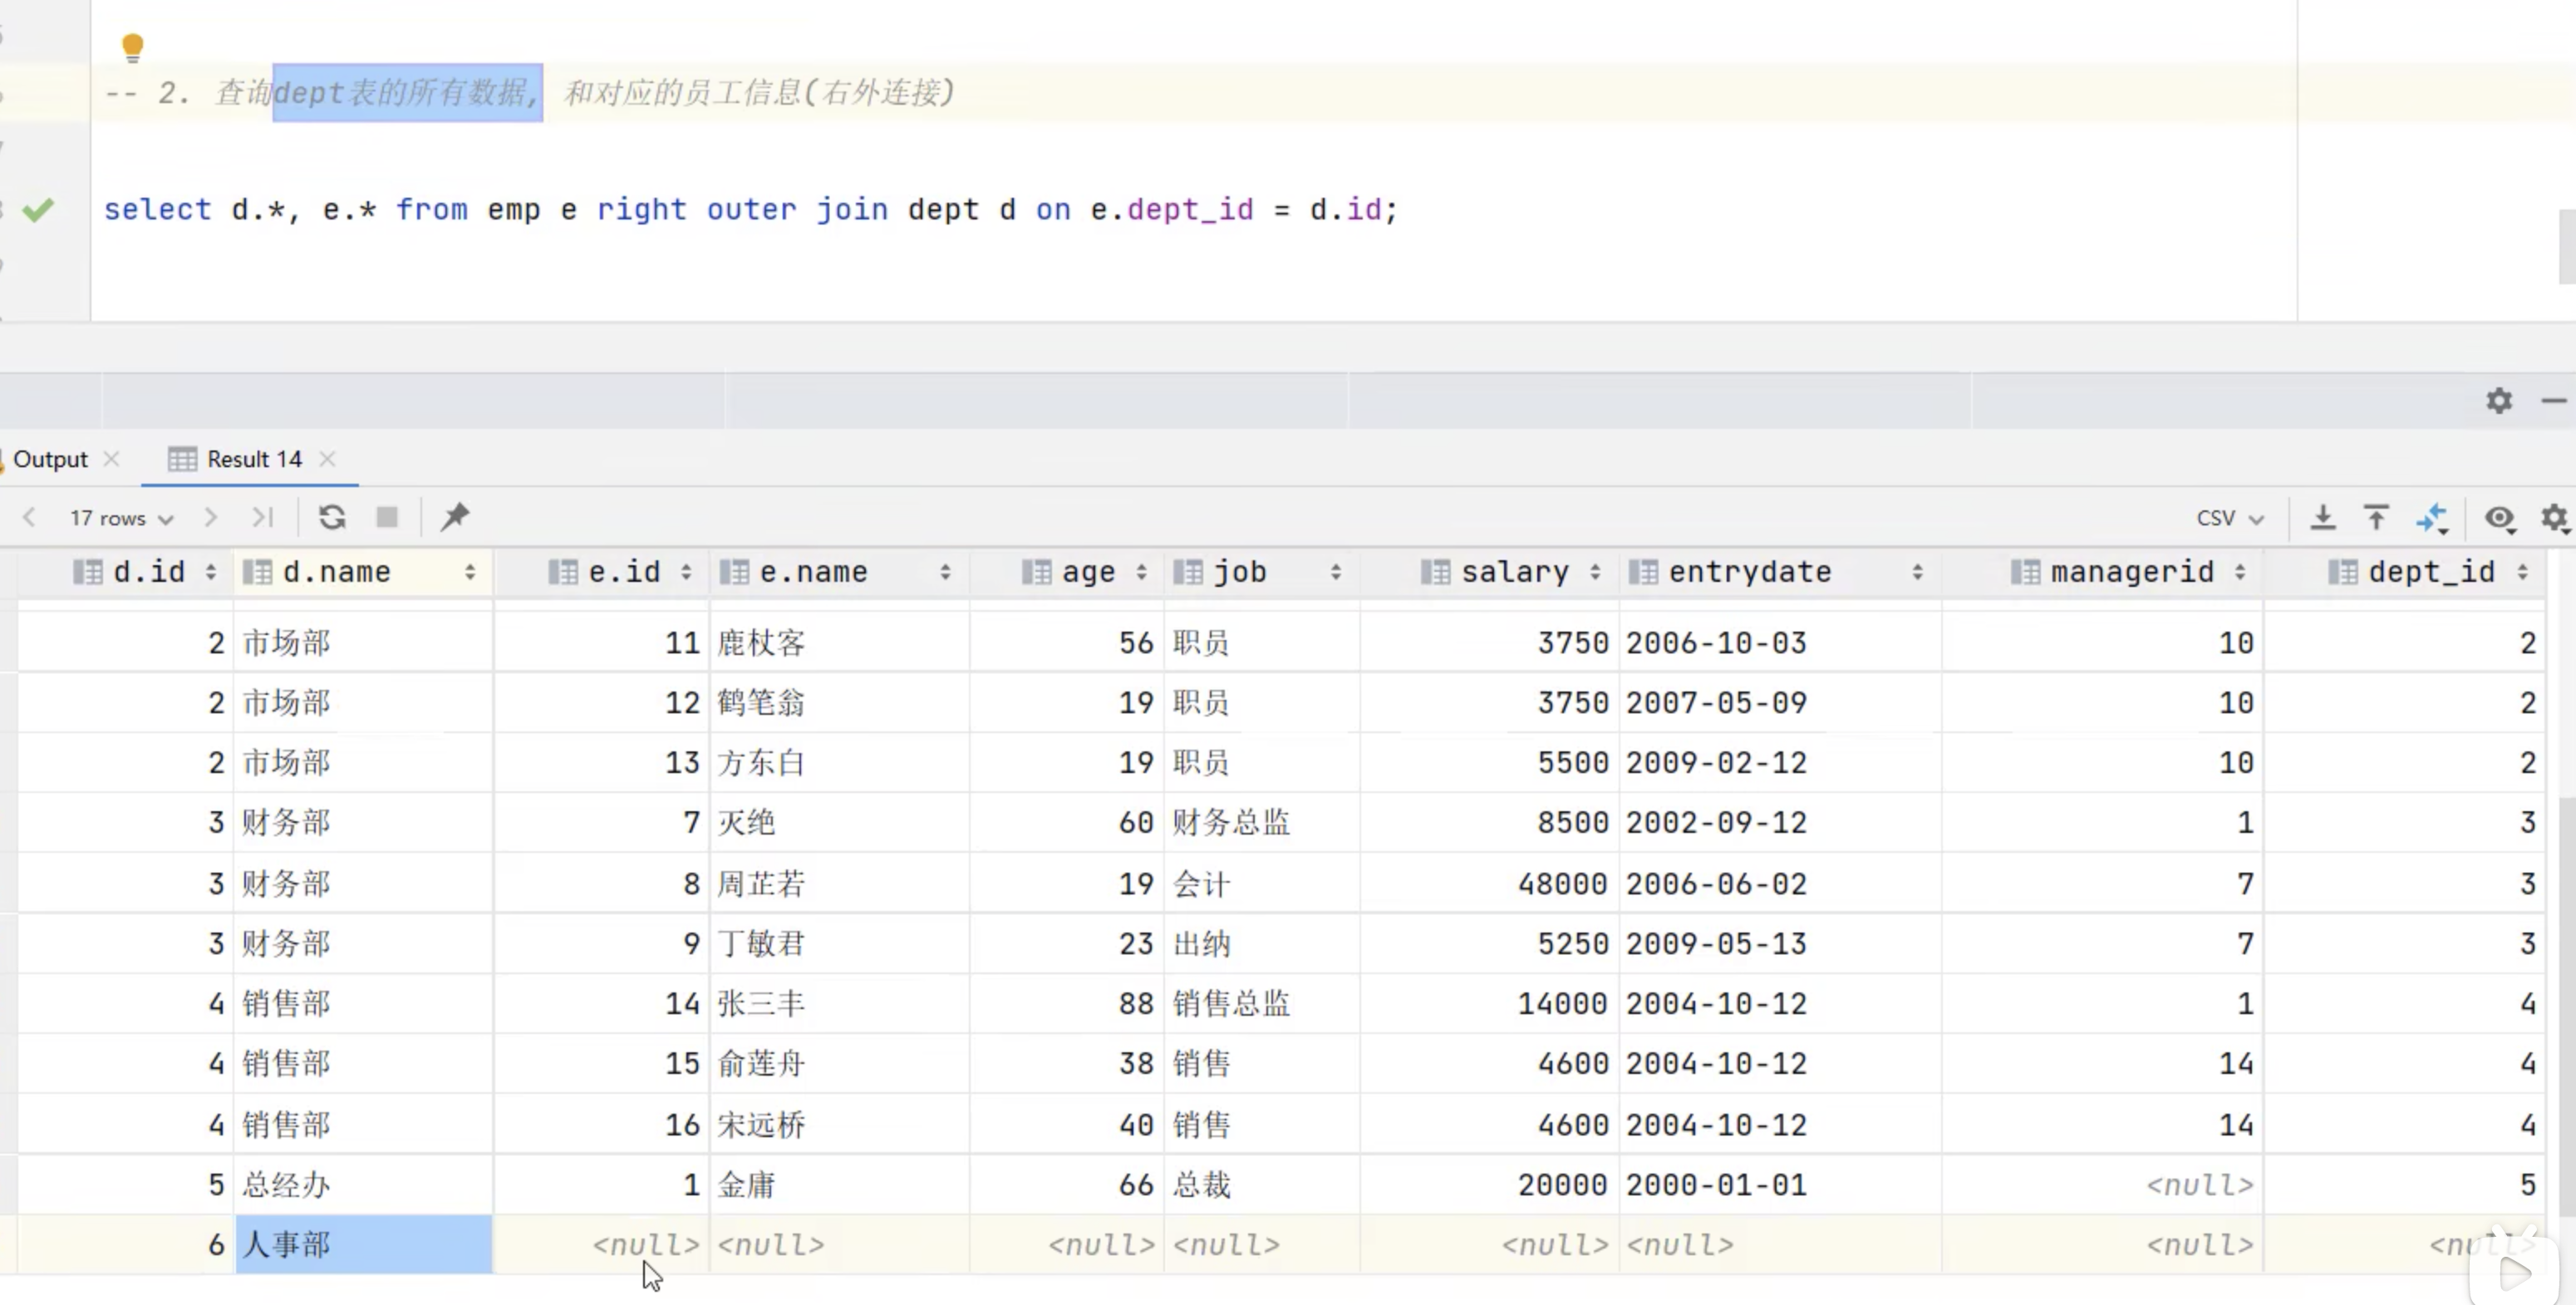 -- 2. 查询dept表的所有数据, 和对应的员工信息(右外连接)
select d.*, e.* from emp e right outer join dept d on e.dept_id = d.id;
Output Result 14
17 rows CSV
d.id d.name e.id e.name age job salary entrydate managerid dept_id
2 市场部 11 鹿杖客 56 职员 3750 2006-10-03 10 2
2 市场部 12 鹤笔翁 19 职员 3750 2007-05-09 10 2
2 市场部 13 方东白 19 职员 5500 2009-02-12 10 2
3 财务部 7 灭绝 60 财务总监 8500 2002-09-12 1 3
3 财务部 8 周芷若 19 会计 48000 2006-06-02 7 3
3 财务部 9 丁敏君 23 出纳 5250 2009-05-13 7 3
4 销售部 14 张三丰 88 销售总监 14000 2004-10-12 1 4
4 销售部 15 俞莲舟 38 销售 4600 2004-10-12 14 4
4 销售部 16 宋远桥 40 销售 4600 2004-10-12 14 4
5 总经办 1 金庸 66 总裁 20000 2000-01-01 <null> 5
6 人事部 <null> <null> <null> <null> <null> <null> <null> <null>